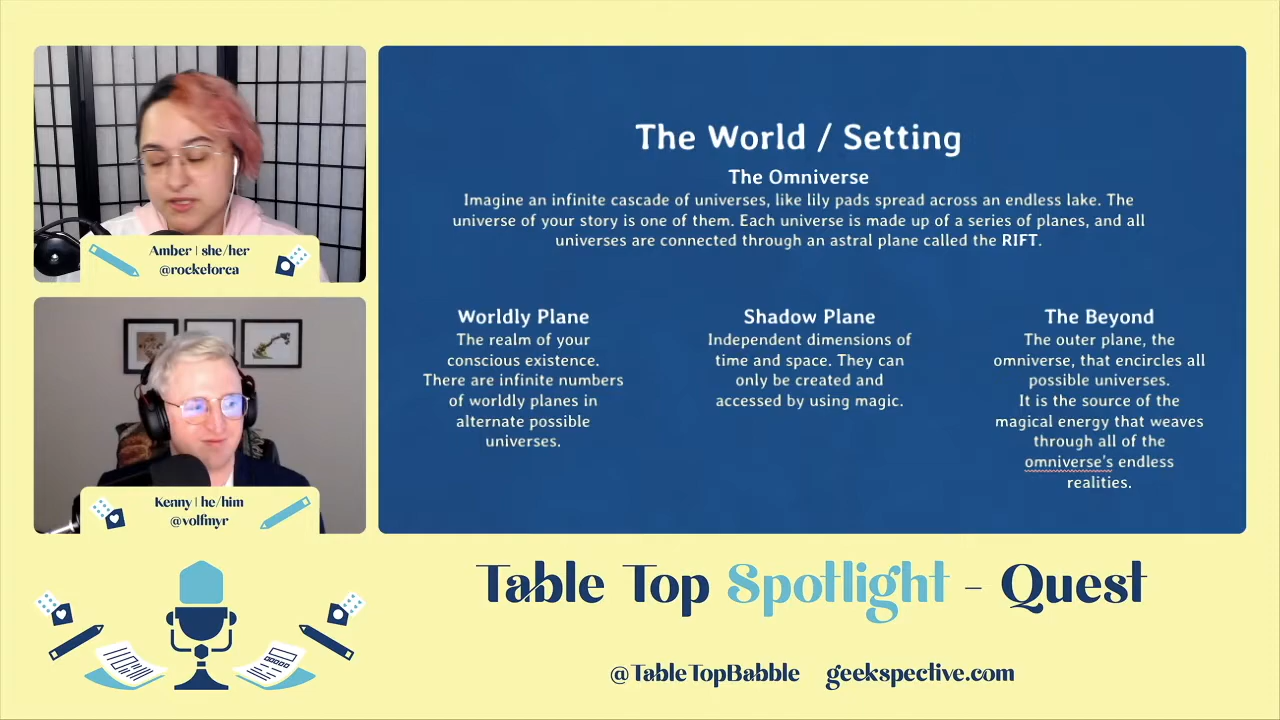 Amber | she/her
@rocketorca
Kenny | he/him
@volfmyr
The World / Setting
The Omniverse
Imagine an infinite cascade of universes, like lily pads spread across an endless lake. The
universe of your story is one of them. Each universe is made up of a series of planes, and all
universes are connected through an astral plane called the RIFT.
Worldly Plane
The realm of your
conscious existence.
There are infinite numbers
of worldly planes in
alternate possible
universes.
Shadow Plane
Independent dimensions of
time and space. They can
only be created and
accessed by using magic.
The Beyond
The outer plane, the
omniverse, that encircles all
possible universes.
It is the source of the
magical energy that weaves
through all of the
omniverse's endless
realities.
Table Top Spotlight - Quest
@TableTopBabble geekspective.com